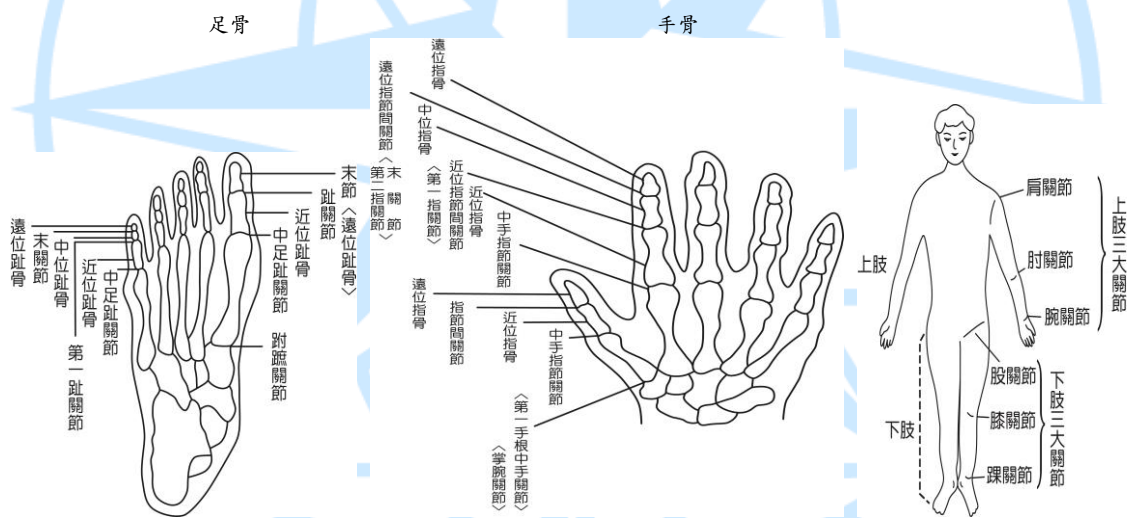 足骨
手骨
遠位趾骨
末關節
中位趾骨
近位趾骨
中足趾關節
第一趾關節
末節〈遠位趾骨〉
趾關節
近位趾骨
中足趾關節
跗蹠關節
遠位指骨
遠位指節間關節
末關節
〈第二指關節〉
中位指骨
近位指節間關節
〈第一指關節〉
近位指骨
中手指節關節
遠位指骨
指節間關節
近位指骨
中手指節關節
〈第一手根中手關節〉
〈掌腕關節〉
肩關節
肘關節
腕關節
上肢三大關節
上肢
股關節
膝關節
踝關節
下肢三大關節
下肢